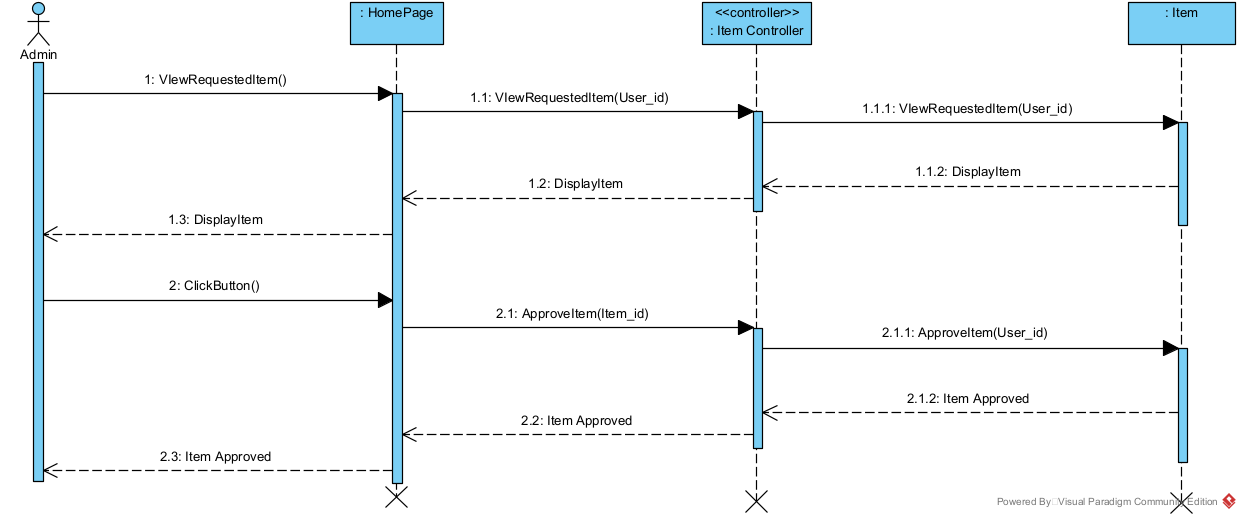 : HomePage
<<controller>>
: Item Controller
: Item
Admin
1: VIewRequestedItem()
1.1: VIewRequestedItem(User_id)
1.1.1: VIewRequestedItem(User_id)
1.1.2: DisplayItem
1.2: DisplayItem
1.3: DisplayItem
2: ClickButton()
2.1: ApproveItem(Item_id)
2.1.1: ApproveItem(User_id)
2.1.2: Item Approved
2.2: Item Approved
2.3: Item Approved
Powered By Visual Paradigm Community Edition